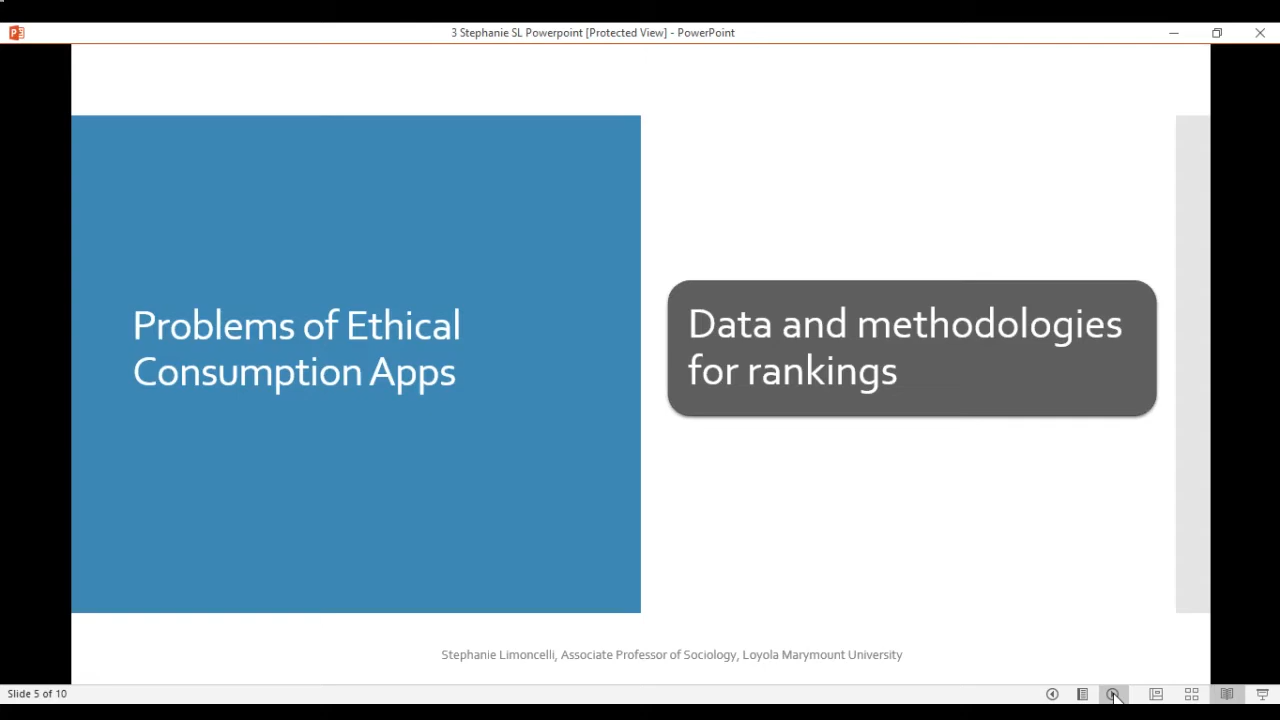 3 Stephanie SL Powerpoint [Protected View] - PowerPoint
Problems of Ethical
Consumption Apps
Data and methodologies
for rankings
Stephanie Limoncelli, Associate Professor of Sociology, Loyola Marymount University
Slide 5 of 10